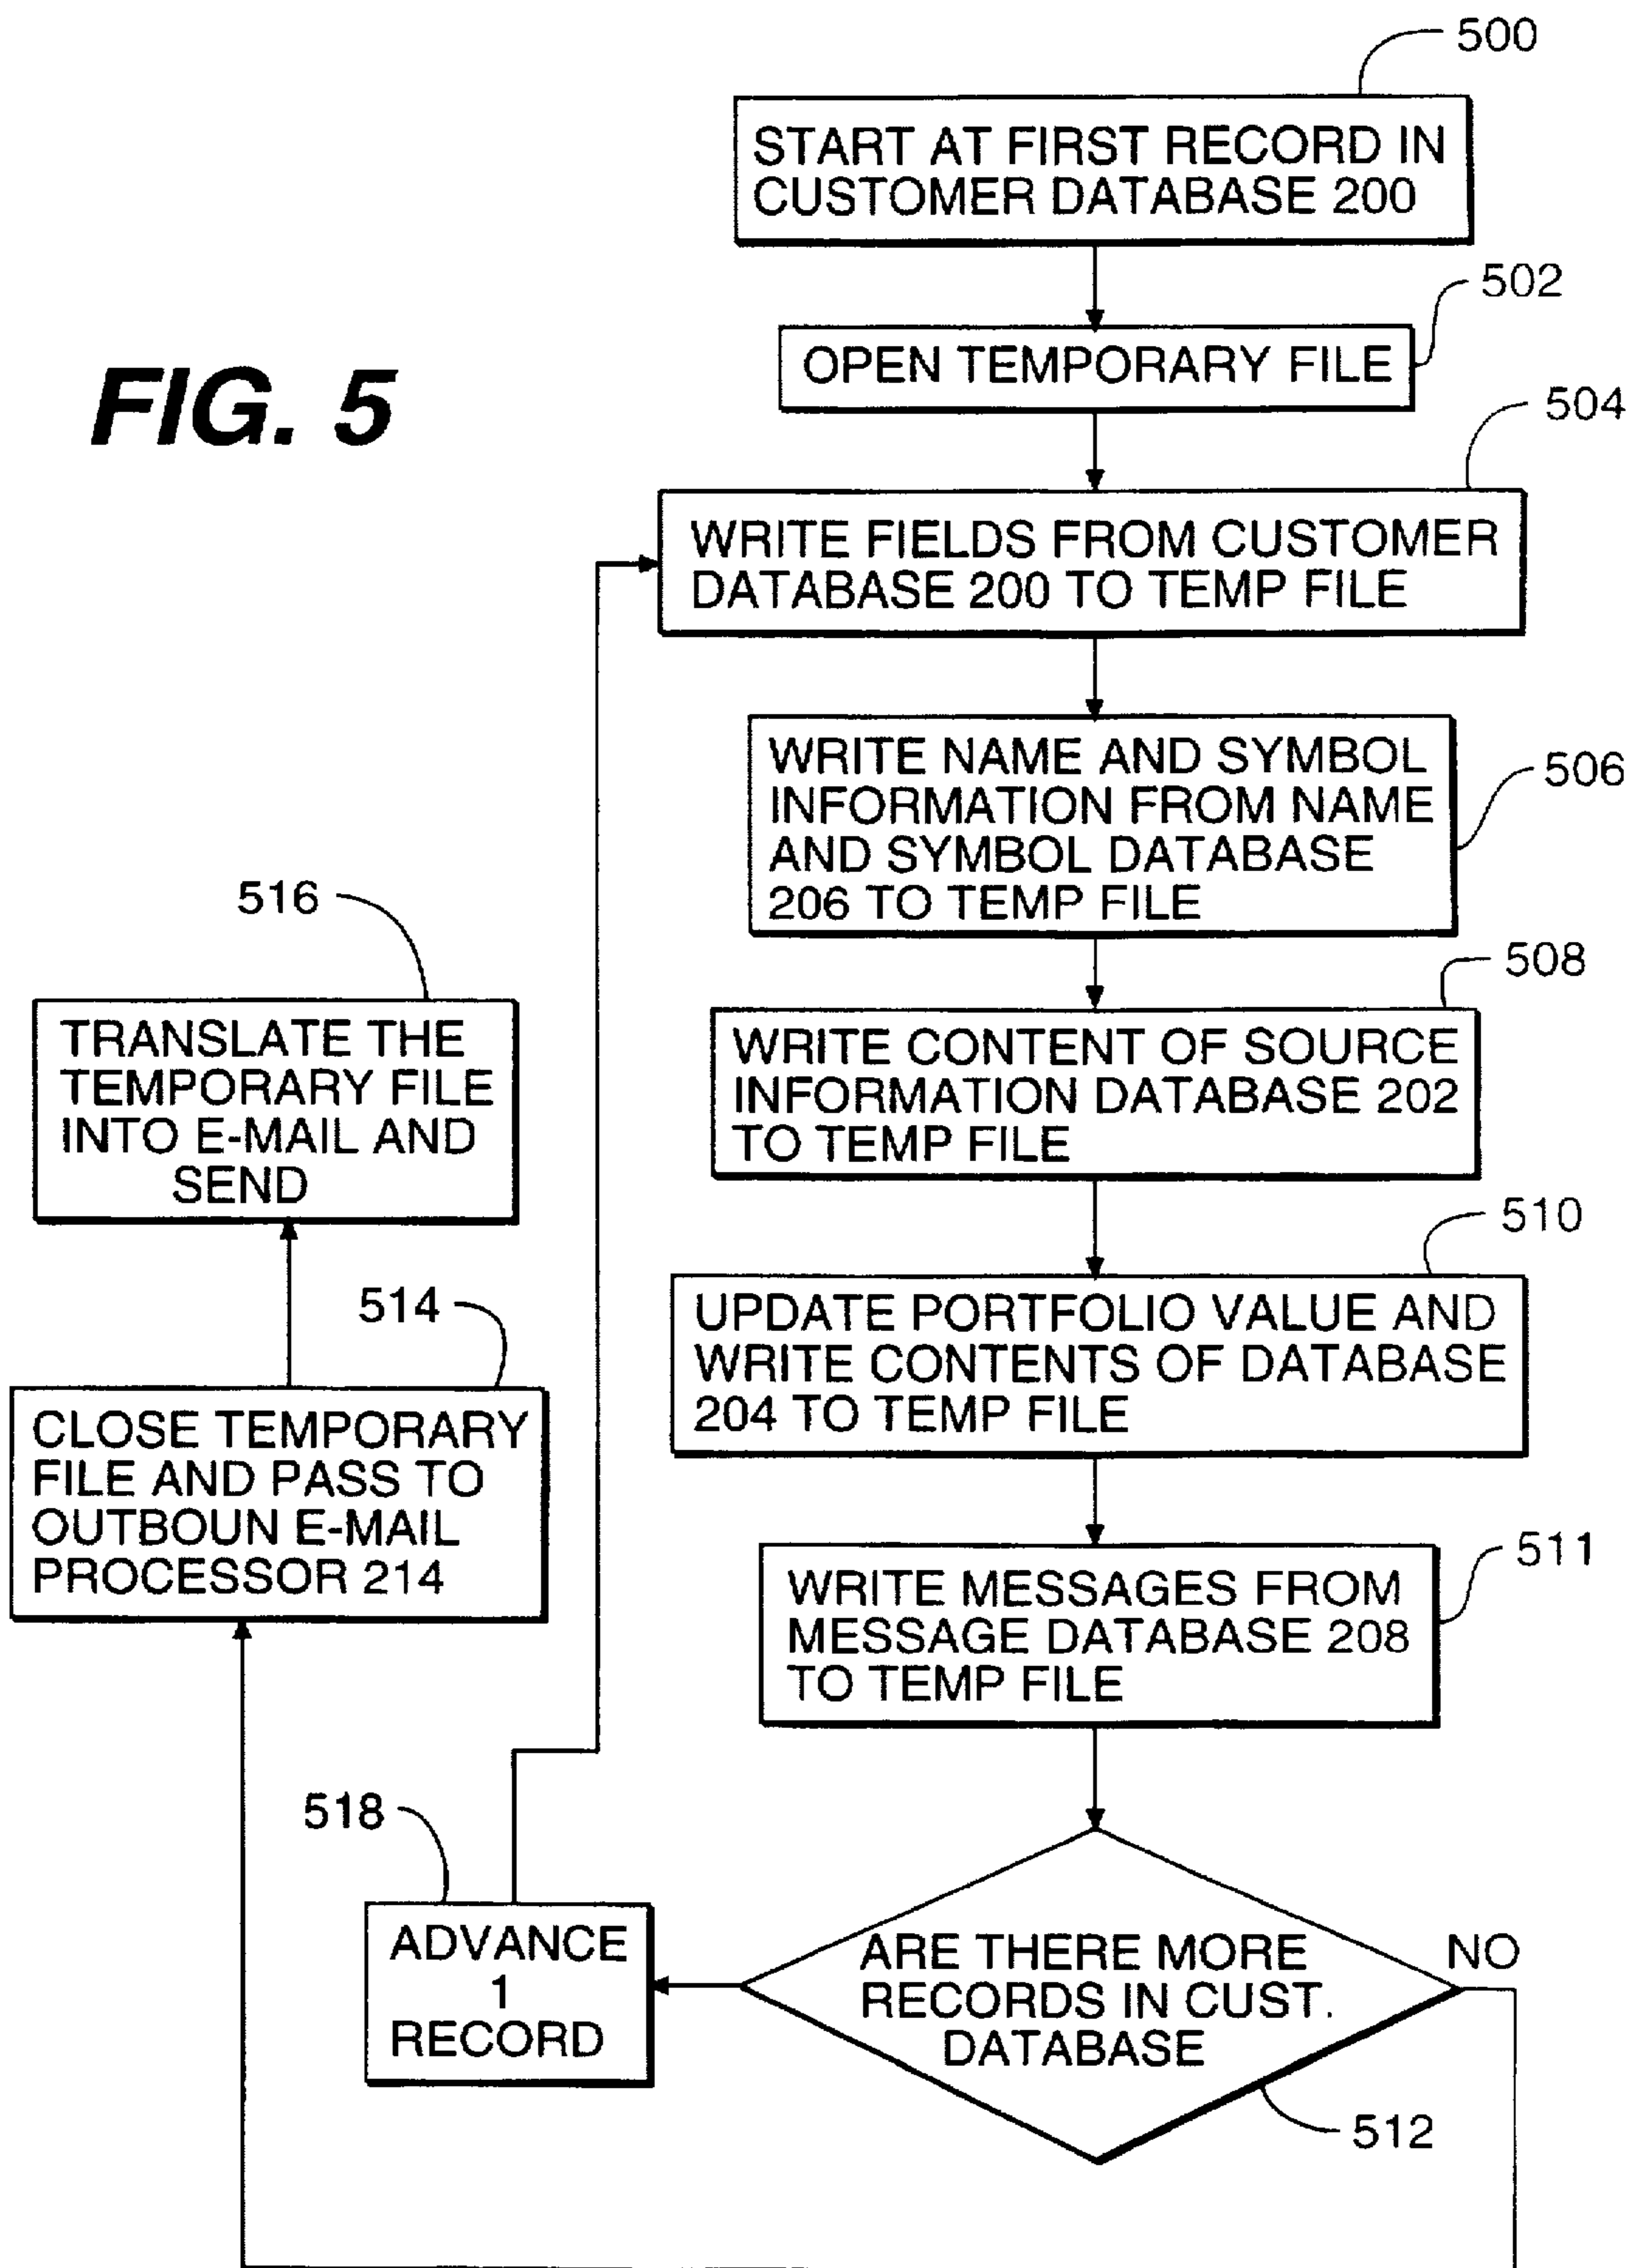 500
START AT FIRST RECORD IN
CUSTOMER DATABASE 200
502
OPEN TEMPORARY FILE
FIG. 5
504
WRITE FIELDS FROM CUSTOMER
DATABASE 200 TO TEMP FILE
506
WRITE NAME AND SYMBOL
INFORMATION FROM NAME
AND SYMBOL DATABASE
206 TO TEMP FILE
508
WRITE CONTENT OF SOURCE
INFORMATION DATABASE 202
TO TEMP FILE
510
UPDATE PORTFOLIO VALUE AND
WRITE CONTENTS OF DATABASE
204 TO TEMP FILE
511
WRITE MESSAGES FROM
MESSAGE DATABASE 208
TO TEMP FILE
ARE THERE MORE
RECORDS IN CUST.
DATABASE
NO
512
518
ADVANCE
1
RECORD
514
CLOSE TEMPORARY
FILE AND PASS TO
OUTBOUN E-MAIL
PROCESSOR 214
516
TRANSLATE THE
TEMPORARY FILE
INTO E-MAIL AND
SEND